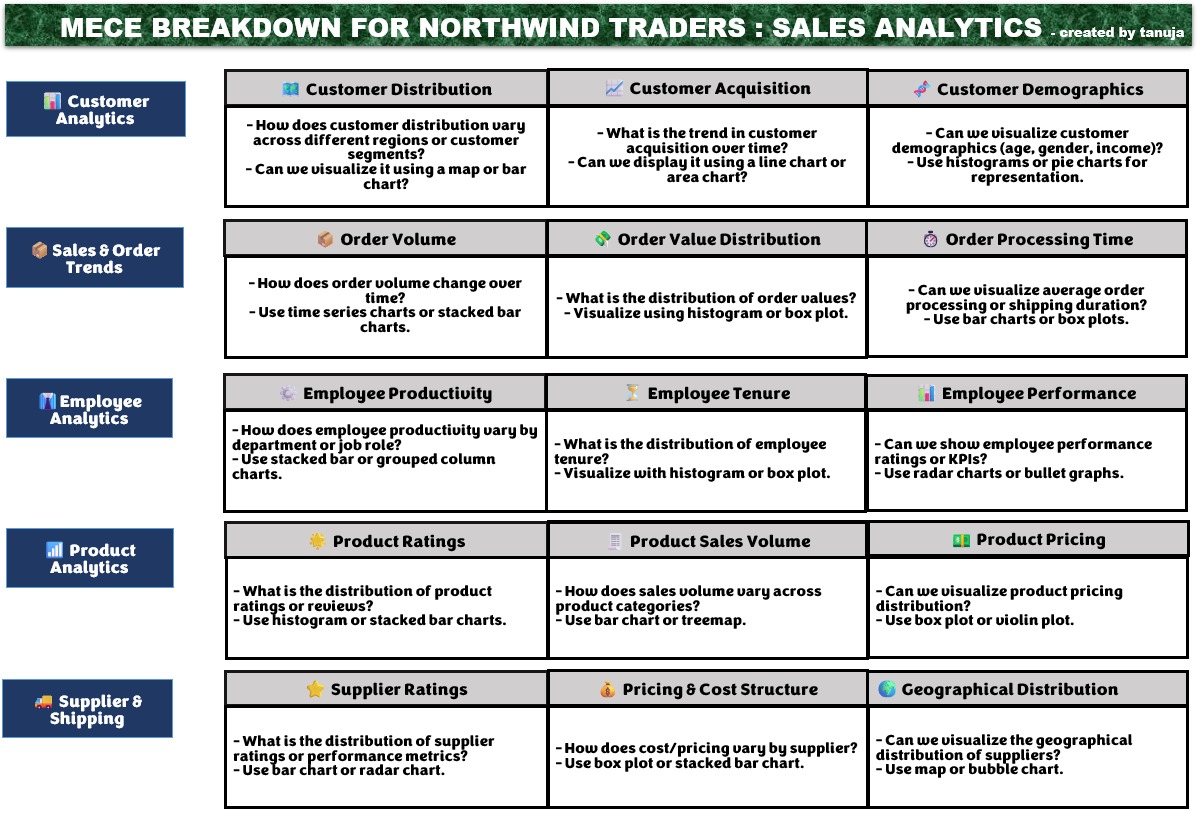 MECE BREAKDOWN FOR NORTHWIND TRADERS : SALES ANALYTICS - created by tanuja
Customer
Analytics
Customer Distribution
- How does customer distribution vary
across different regions or customer
segments?
- Can we visualize it using a map or bar
chart?
Customer Acquisition
- What is the trend in customer
acquisition over time?
- Can we display it using a line chart or
area chart?
Customer Demographics
- Can we visualize customer
demographics (age, gender, income)?
- Use histograms or pie charts for
representation.
Sales & Order
Trends
Order Volume
- How does order volume change over
time?
- Use time series charts or stacked bar
charts.
Order Value Distribution
- What is the distribution of order values?
- Visualize using histogram or box plot.
Order Processing Time
- Can we visualize average order
processing or shipping duration?
- Use bar charts or box plots.
Employee
Analytics
Employee Productivity
- How does employee productivity vary by
department or job role?
- Use stacked bar or grouped column
charts.
Employee Tenure
- What is the distribution of employee
tenure?
- Visualize with histogram or box plot.
Employee Performance
- Can we show employee performance
ratings or KPIs?
- Use radar charts or bullet graphs.
Product
Analytics
Product Ratings
- What is the distribution of product
ratings or reviews?
- Use histogram or stacked bar charts.
Product Sales Volume
- How does sales volume vary across
product categories?
- Use bar chart or treemap.
Product Pricing
- Can we visualize product pricing
distribution?
- Use box plot or violin plot.
Supplier &
Shipping
Supplier Ratings
- What is the distribution of supplier
ratings or performance metrics?
- Use bar chart or radar chart.
Pricing & Cost Structure
- How does cost/pricing vary by supplier?
- Use box plot or stacked bar chart.
Geographical Distribution
- Can we visualize the geographical
distribution of suppliers?
- Use map or bubble chart.